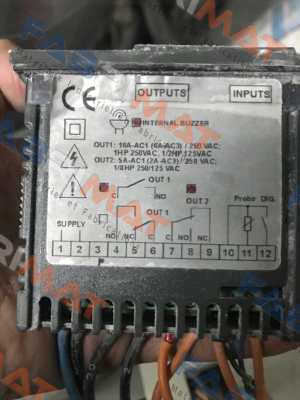 CE OUTPUTS INPUTS
INTERNAL BUZZER
OUT1: 16A-AC1 (6A-AC3) / 250 VAC;
1HP 250VAC, 1/2HP 125VAC
OUT2: 5A-AC1 (2A-AC3) / 250 VAC;
1/8HP 250/125 VAC
OUT 1
C NO
OUT 1 OUT 2 Probe DIG.
SUPPLY
NO NC C C NO
1 2 3 4 5 6 7 8 9 10 11 12
FABRIMAT